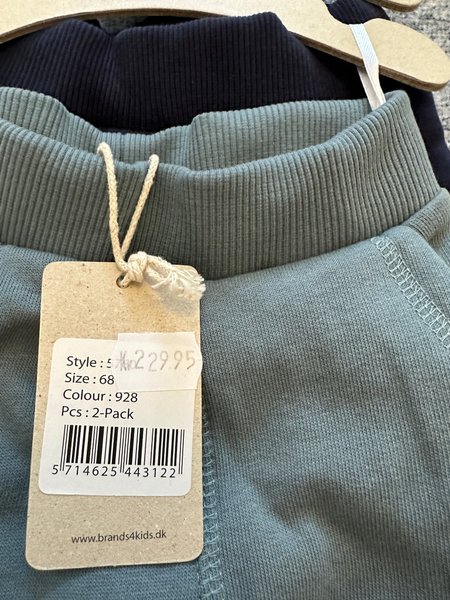 Style : 5
Kr. 229.95
Size : 68
Colour : 928
Pcs : 2-Pack
5 714625 443122
www.brands4kids.dk